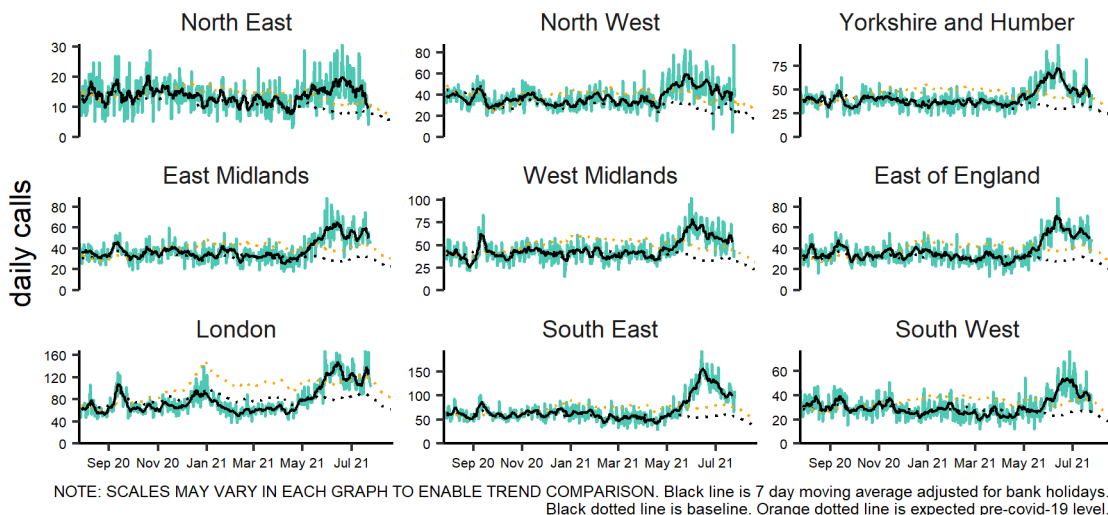 North East
North West
Yorkshire and Humber
30
20
10
0
80
60
40
20
0
75
50
25
0
daily calls
East Midlands
West Midlands
East of England
80
60
40
20
0
100
75
50
25
0
80
60
40
20
0
London
South East
South West
160
120
80
40
0
150
100
50
0
60
40
20
0
Sep 20 Nov 20 Jan 21 Mar 21 May 21 Jul 21
Sep 20 Nov 20 Jan 21 Mar 21 May 21 Jul 21
Sep 20 Nov 20 Jan 21 Mar 21 May 21 Jul 21
NOTE: SCALES MAY VARY IN EACH GRAPH TO ENABLE TREND COMPARISON. Black line is 7 day moving average adjusted for bank holidays.
Black dotted line is baseline. Orange dotted line is expected pre-covid-19 level.